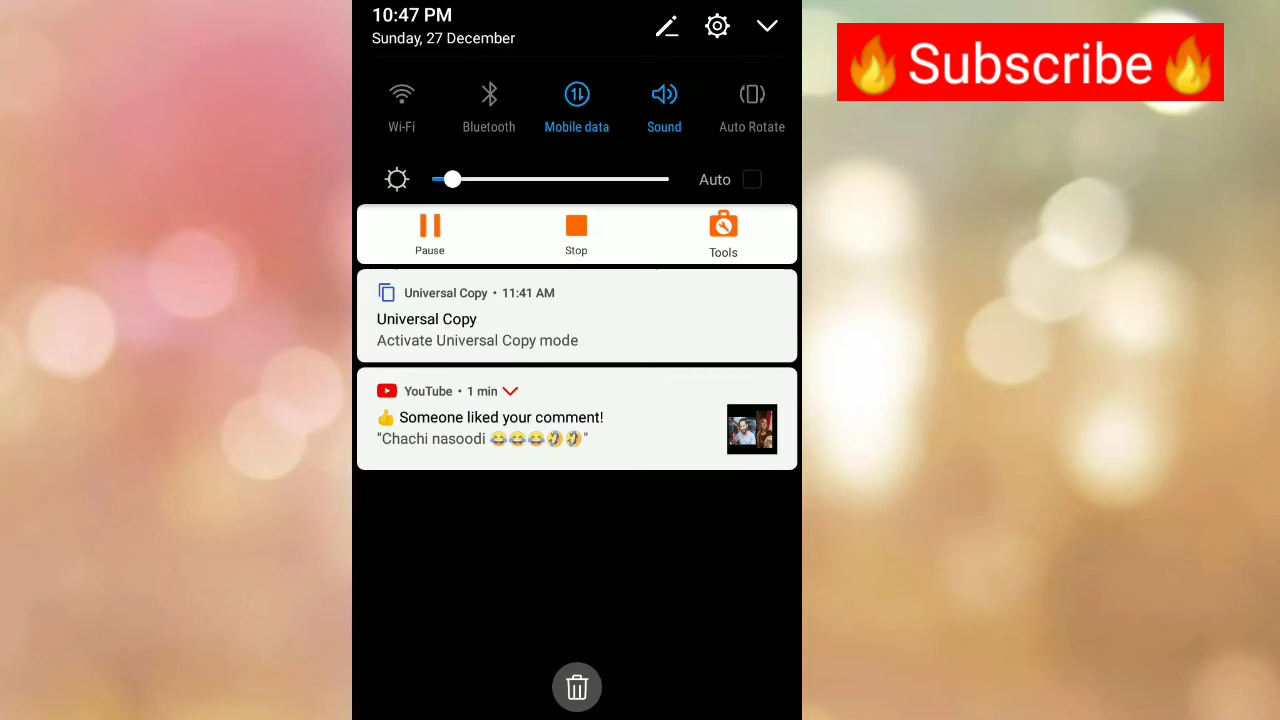 10:47 PM
Sunday, 27 December
🔥 Subscribe 🔥
Wi-Fi
Bluetooth
Mobile data
Sound
Auto Rotate
Auto
Pause
Stop
Tools
Universal Copy • 11:41 AM
Universal Copy
Activate Universal Copy mode
YouTube • 1 min
👍 Someone liked your comment!
"Chachi nasoodi 😂😂😂🤣🤣"